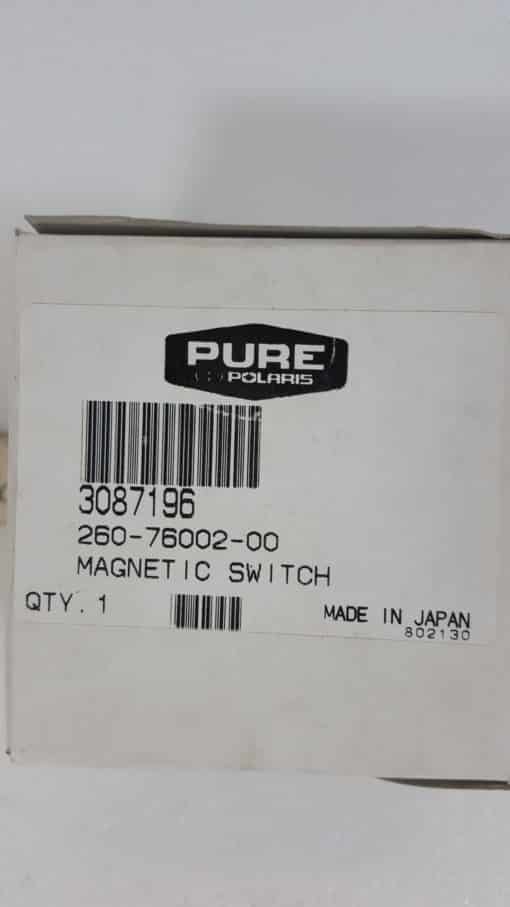 PURE
POLARIS
3087196
260-76002-00
MAGNETIC SWITCH
QTY. 1
MADE IN JAPAN
802130